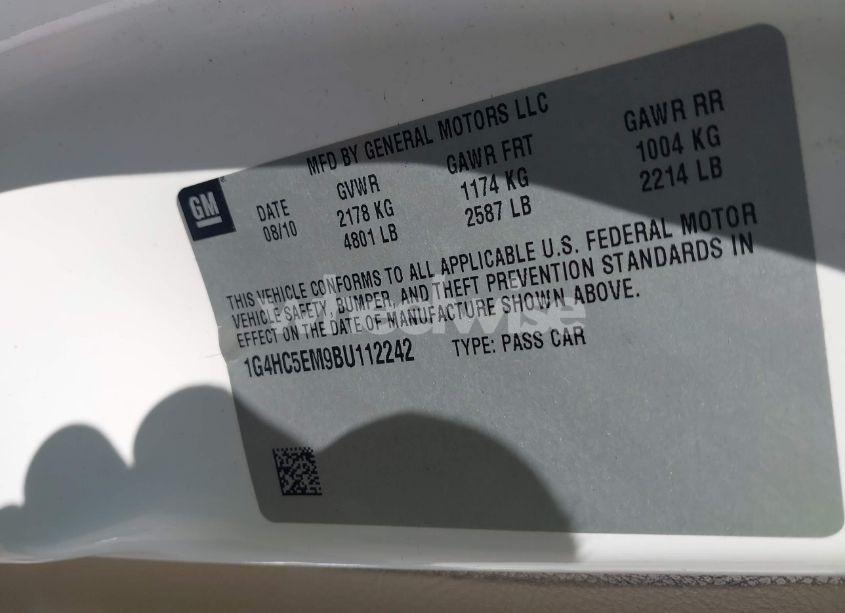 MFD BY GENERAL MOTORS LLC
GM
DATE GVWR GAWR FRT GAWR RR
08/10 2178 KG 1174 KG 1004 KG
4801 LB 2587 LB 2214 LB
THIS VEHICLE CONFORMS TO ALL APPLICABLE U.S. FEDERAL MOTOR
VEHICLE SAFETY, BUMPER, AND THEFT PREVENTION STANDARDS IN
EFFECT ON THE DATE OF MANUFACTURE SHOWN ABOVE.
wheelwise
1G4HC5EM9BU112242 TYPE: PASS CAR